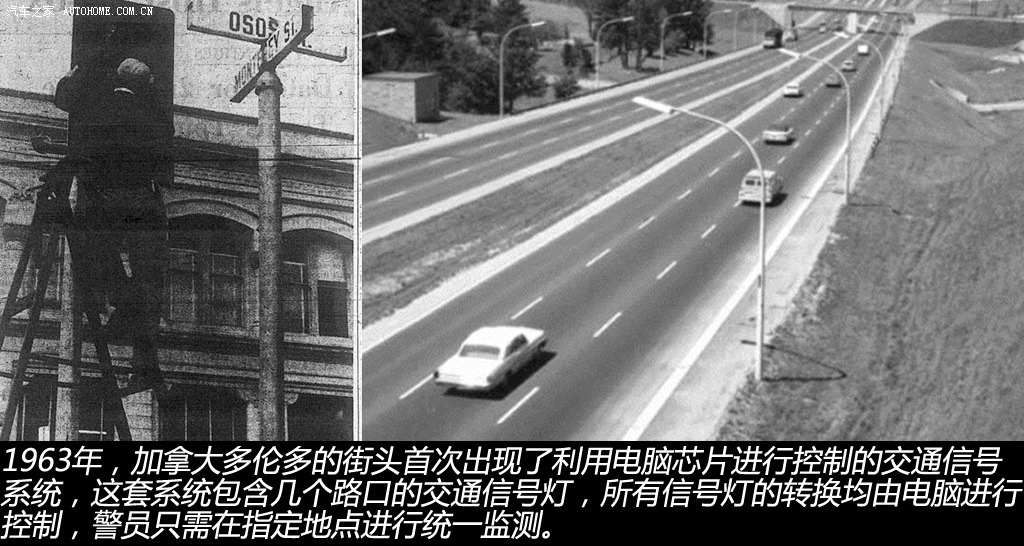 汽车之家 AUTOHOME.COM.CN
OSOS
MONTEREY ST.
1963年，加拿大多伦多的街头首次出现了利用电脑芯片进行控制的交通信号
系统，这套系统包含几个路口的交通信号灯，所有信号灯的转换均由电脑进行
控制，警员只需在指定地点进行统一监测。